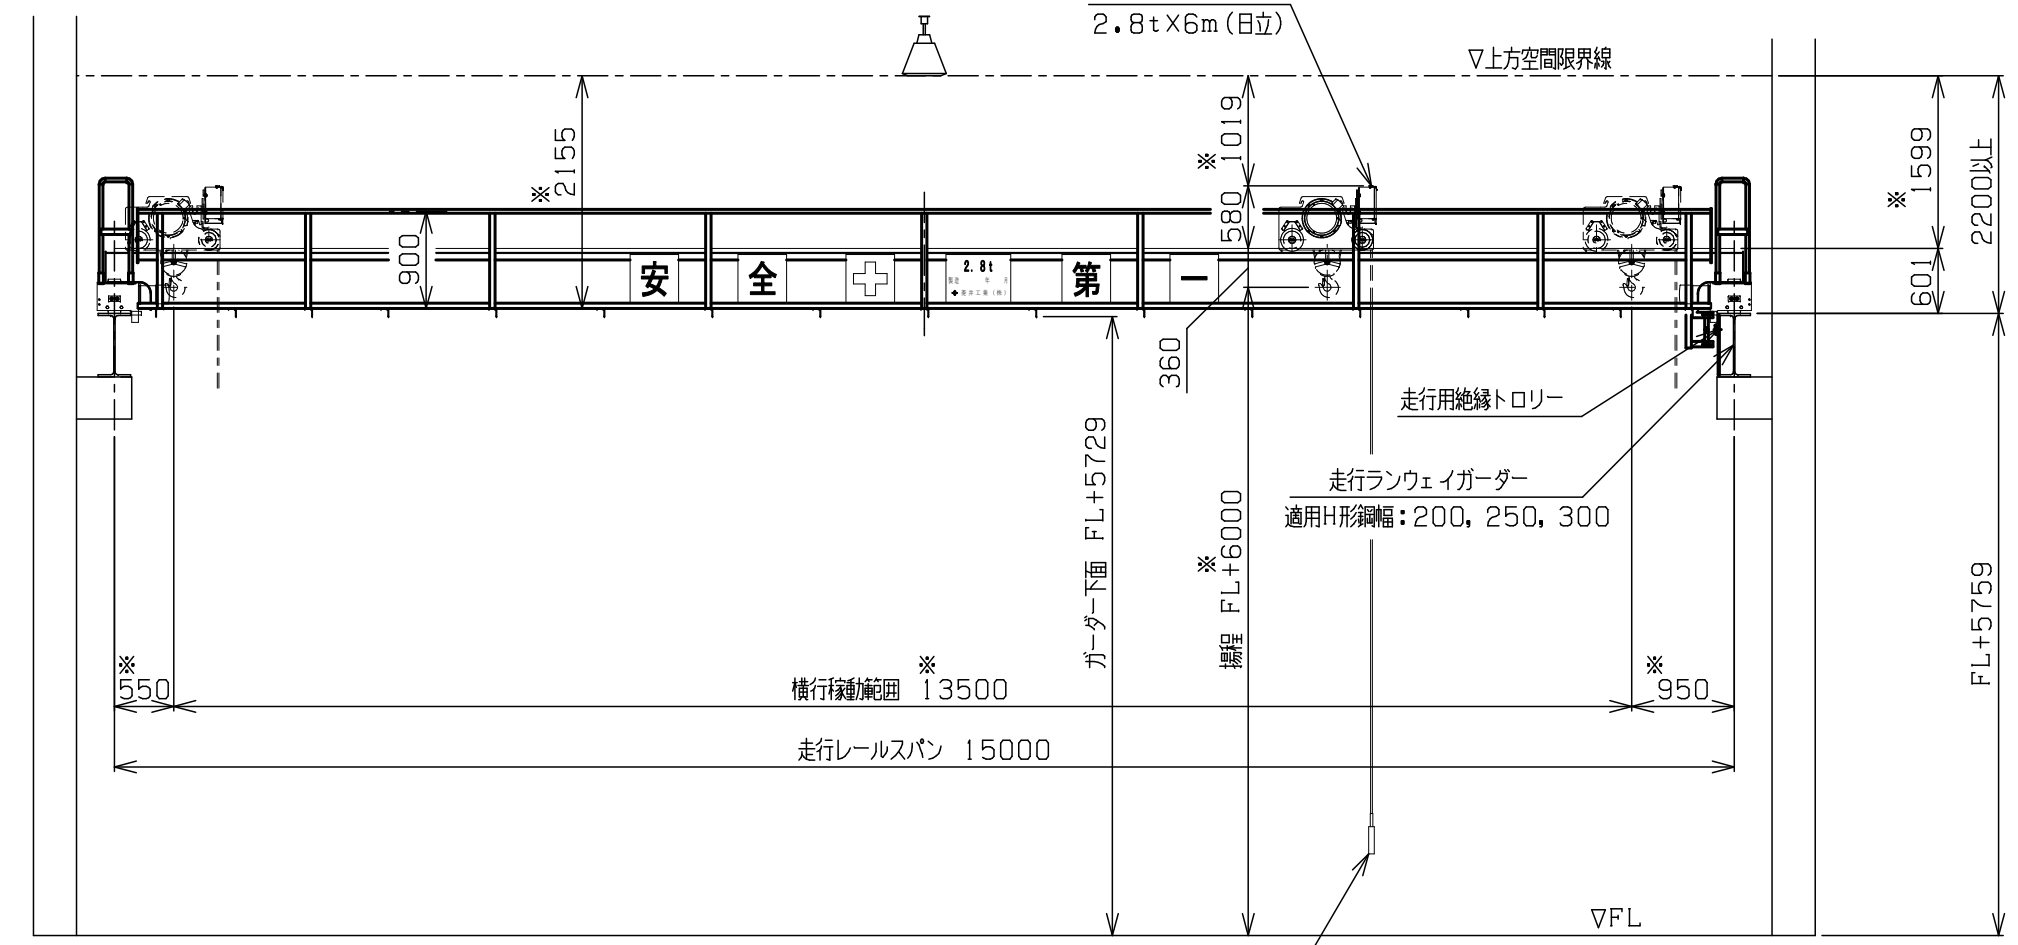 2.8t×6m(日立)
▽上方空間限界線
※1019
※2155
※1599
2200以上
580
900
601
安 全 2.8t 第 一
製造 年 月
360
走行用絶縁トロリー
走行ランウェイガーダー
適用H形鋼幅:200, 250, 300
ガーダー下面 FL+5729
揚程 ※FL+6000
FL+5759
※550
横行稼動範囲 ※13500
※950
走行レールスパン 15000
▽FL